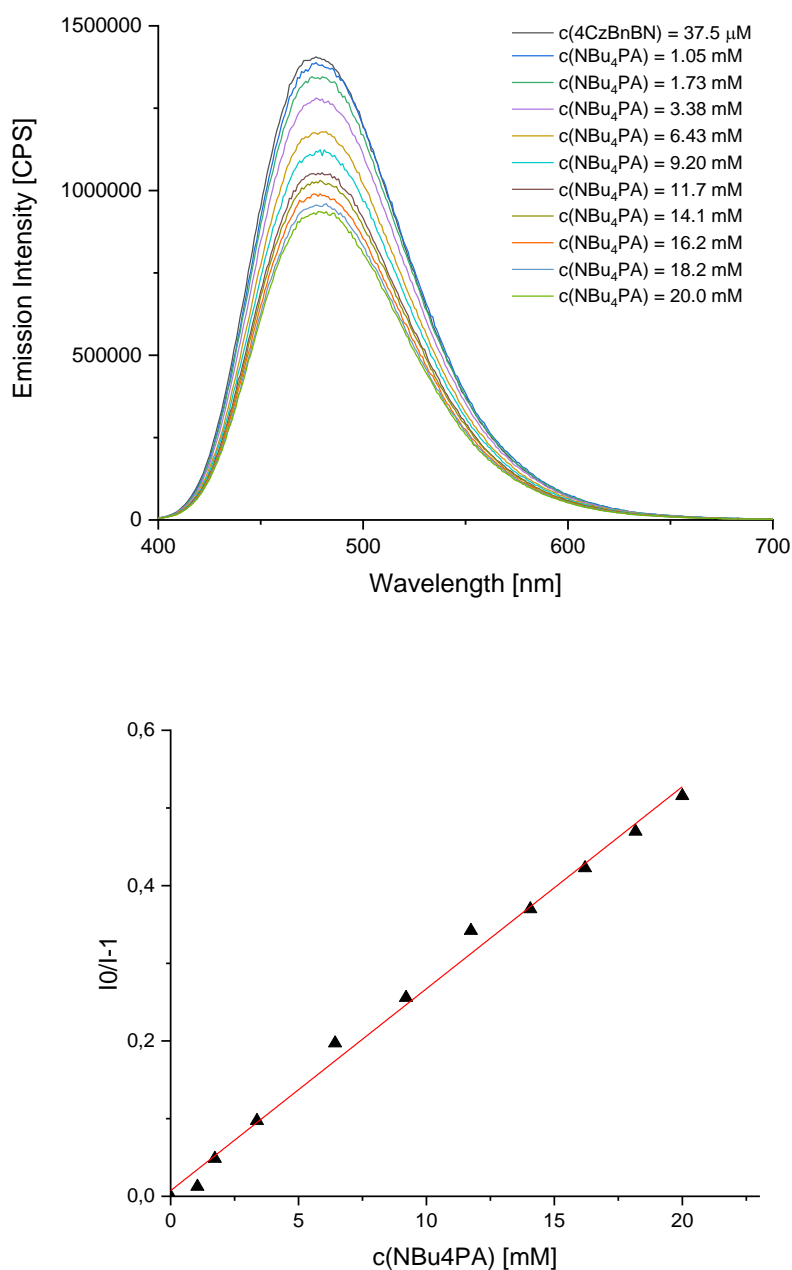 1500000
1000000
500000
0
400
500
600
700
Emission Intensity [CPS]
Wavelength [nm]
c(4CzBnBN) = 37.5 μM
c(NBu₄PA) = 1.05 mM
c(NBu₄PA) = 1.73 mM
c(NBu₄PA) = 3.38 mM
c(NBu₄PA) = 6.43 mM
c(NBu₄PA) = 9.20 mM
c(NBu₄PA) = 11.7 mM
c(NBu₄PA) = 14.1 mM
c(NBu₄PA) = 16.2 mM
c(NBu₄PA) = 18.2 mM
c(NBu₄PA) = 20.0 mM
0,6
0,4
0,2
0,0
0
5
10
15
20
I0/I-1
c(NBu4PA) [mM]